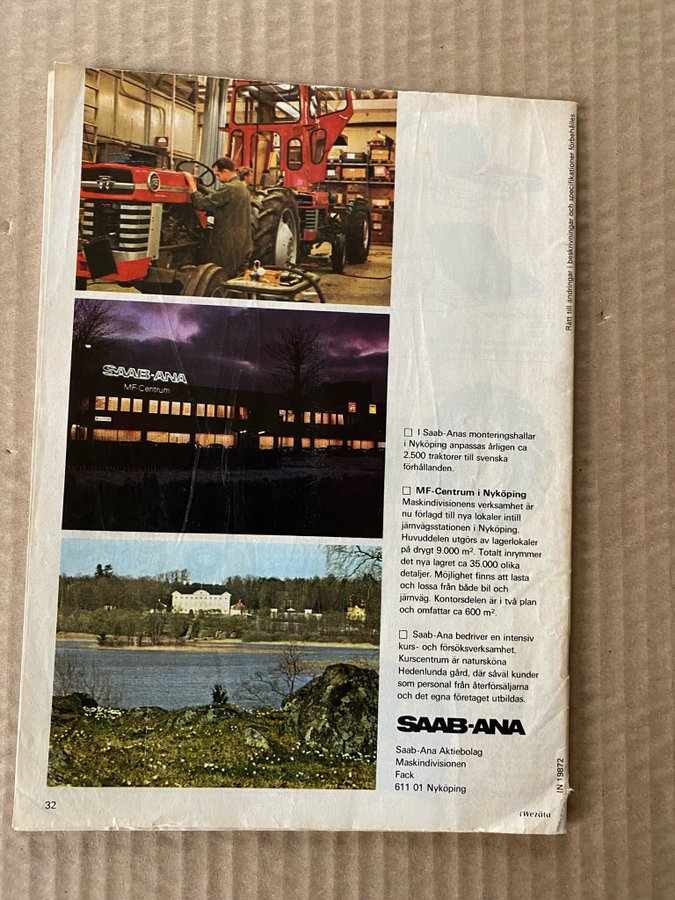 SAAB-ANA
MF-Centrum
Rätt till ändringar i beskrivningar och specifikationer förbehålles
□ I Saab-Anas monteringshallar
i Nyköping anpassas årligen ca
2.500 traktorer till svenska
förhållanden.
□ MF-Centrum i Nyköping
Maskindivisionens verksamhet är
nu förlagd till nya lokaler intill
järnvägsstationen i Nyköping.
Huvuddelen utgörs av lagerlokaler
på drygt 9.000 m². Totalt inrymmer
det nya lagret ca 35.000 olika
detaljer. Möjlighet finns att lasta
och lossa från både bil och
järnväg. Kontorsdelen är i två plan
och omfattar ca 600 m².
□ Saab-Ana bedriver en intensiv
kurs- och försöksverksamhet.
Kurscentrum är natursköna
Hedenlunda gård, där såväl kunder
som personal från återförsäljarna
och det egna företaget utbildas.
SAAB-ANA
Saab-Ana Aktiebolag
Maskindivisionen
Fack
611 01 Nyköping
IN 19872
32
cWezäta